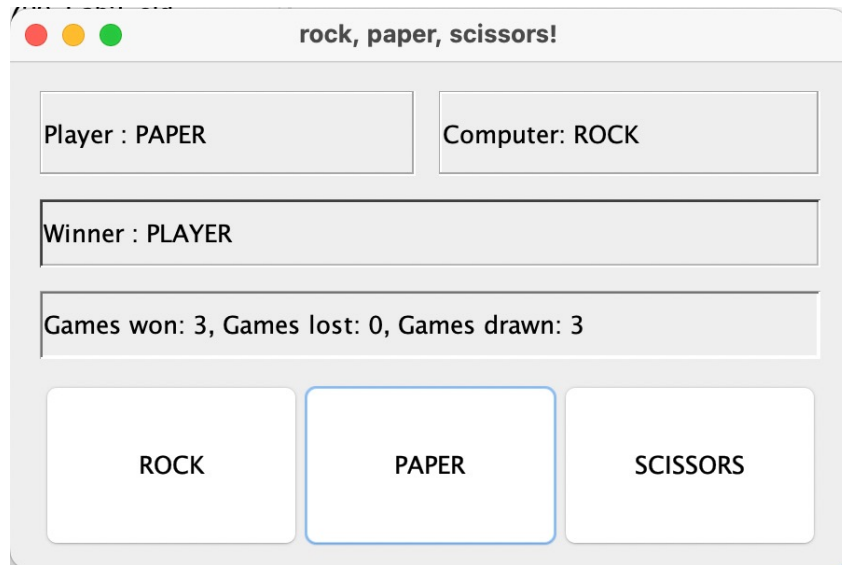 rock, paper, scissors!
Player : PAPER
Computer: ROCK
Winner : PLAYER
Games won: 3, Games lost: 0, Games drawn: 3
ROCK
PAPER
SCISSORS